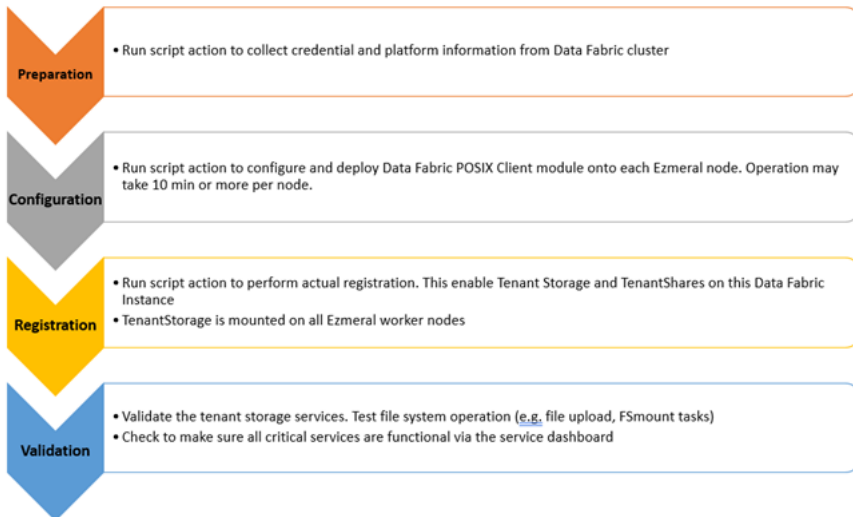 Preparation
• Run script action to collect credential and platform information from Data Fabric cluster
Configuration
• Run script action to configure and deploy Data Fabric POSIX Client module onto each Ezmeral node. Operation may
take 10 min or more per node.
Registration
• Run script action to perform actual registration. This enable Tenant Storage and TenantShares on this Data Fabric
Instance
• TenantStorage is mounted on all Ezmeral worker nodes
Validation
• Validate the tenant storage services. Test file system operation (e.g. file upload, FSmount tasks)
• Check to make sure all critical services are functional via the service dashboard